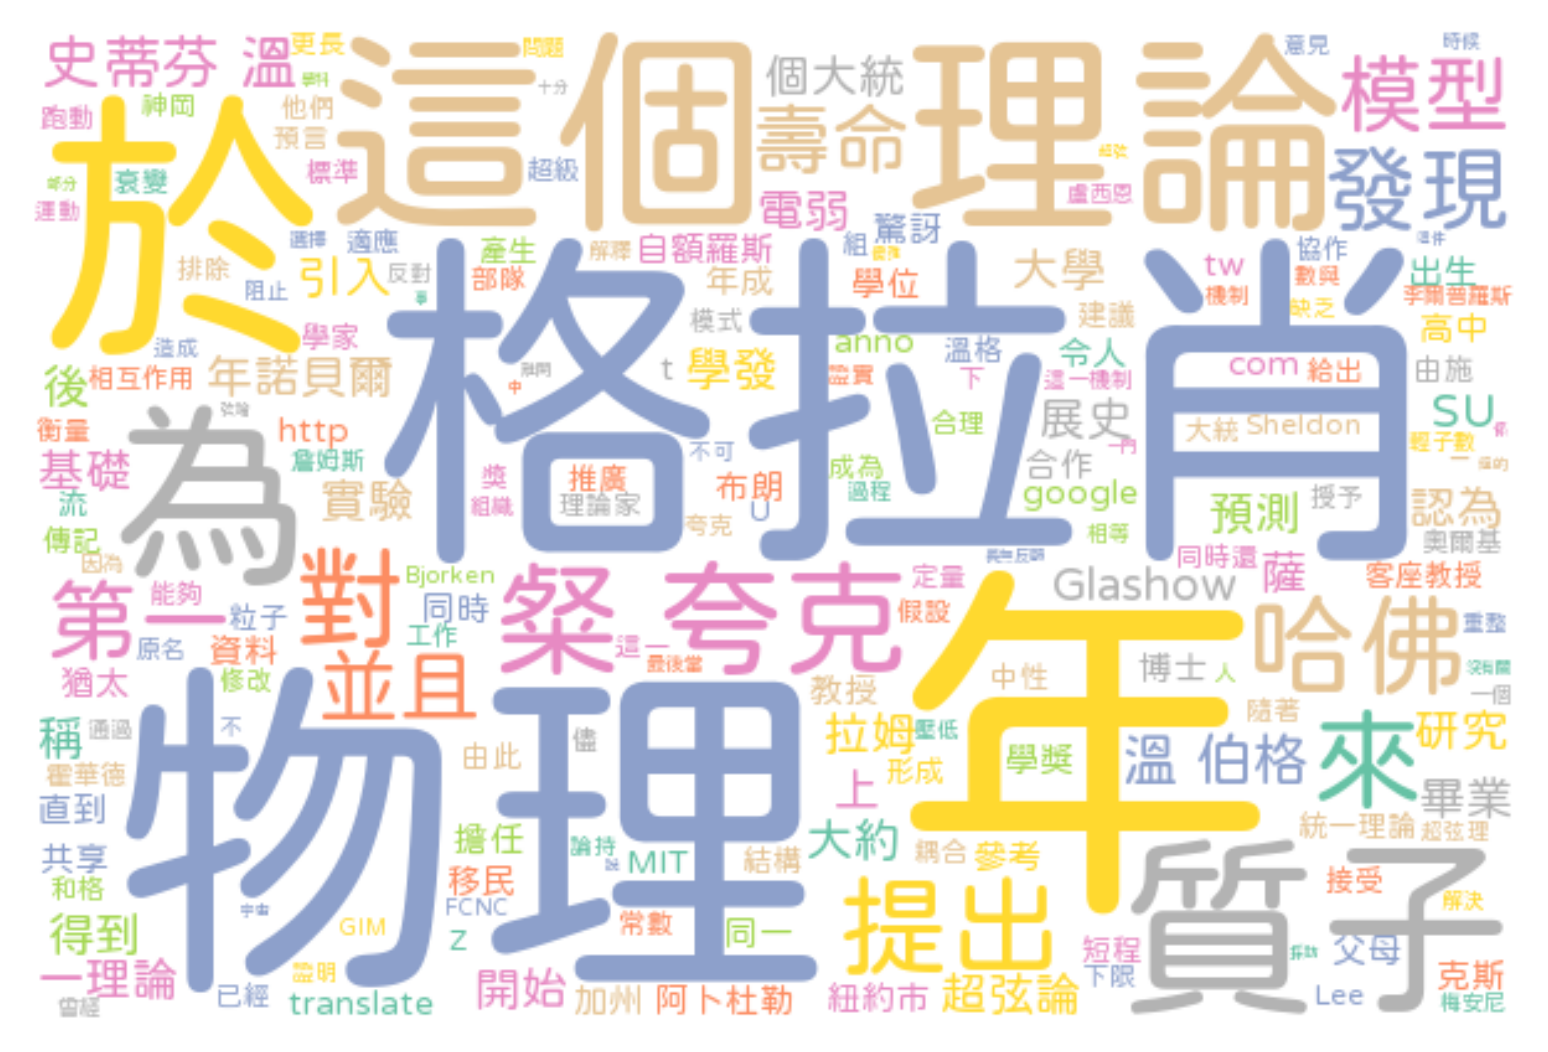 史蒂芬 溫
更長
這個
問題
十分
個大統
理論
意見
時候
模型
跑動
神岡
他們
預言
於
壽命
標準
超級
電弱
盧西恩
發現
衰變
運動
選擇
適應
產生
解釋
自額羅斯
組
驚訝
協作
排除
阻止
引入
反對
部隊
年成
學位
大學
tw
數與
機制
缺乏
出生
李爾普羅斯
格拉肖
學家
模式
建議
高中
造成
anno
溫格
令人
後
相互作用
年諾貝爾
t
學發
證實
下
這一機制
com
給出
由施
衡量
http
中
合理
展史
大統
Sheldon
SU
輕子數
基礎
詹姆斯
為
不可
成為
合作
流
實驗
獎
組織
推廣
理論家
布朗
U
夸克
過程
google
相等
預測
授予
認為
奧爾基
傳記
因為
第一
能夠
對
Bjorken
粲 夸克
定量
Glashow
同時還
薩
客座教授
粒子
同時
假設
年
哈佛
重整
原名
資料
工作
這一
最後當
猶太
修改
並且
教授
中性
博士
人
沒有關
一個
稱
通過
物理
不
由此
儘
拉姆
壓低
隨著
來
研究
霍華德
形成
學獎
溫 伯格
直到
上
畢業
共享
擔任
論持
MIT
結構
大約
耦合
參考
統一理論
超弦理
和格
移民
質子
接受
宇宙
FCNC
提出
解決
得到
GIM
Z
常數
同一
短程
父母
一理論
證明
開始
下限
克斯
曾經
已經
translate
加州
阿卜杜勒
紐約市
超弦論
Lee
梅安尼